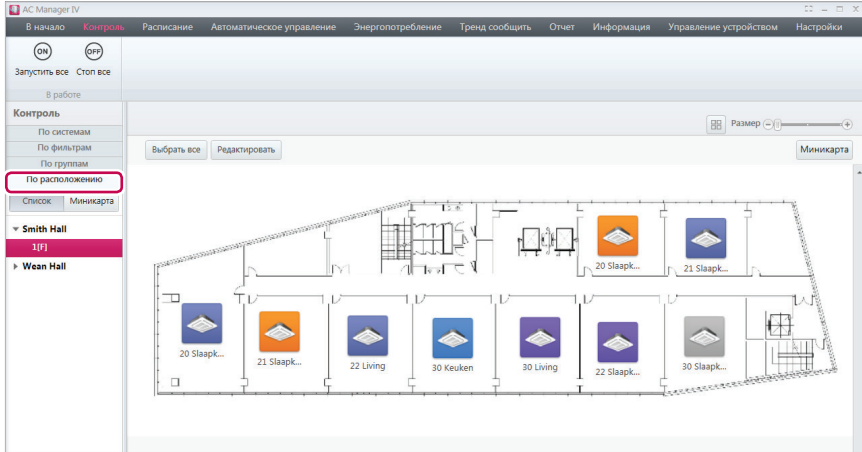 AC Manager IV
В начало Контроль Расписание Автоматическое управление Энергопотребление Тренд сообщить Отчет Информация Управление устройством Настройки
ON OFF
Запустить все Стоп все
В работе
Контроль
По системам
По фильтрам
По группам
По расположению
Список Миникарта
Smith Hall
1[F]
Wean Hall
Размер
Выбрать все Редактировать Миникарта
20 Slaapk... 21 Slaapk...
20 Slaapk... 21 Slaapk... 22 Living 30 Keuken 30 Living 22 Slaapk... 30 Slaapk...